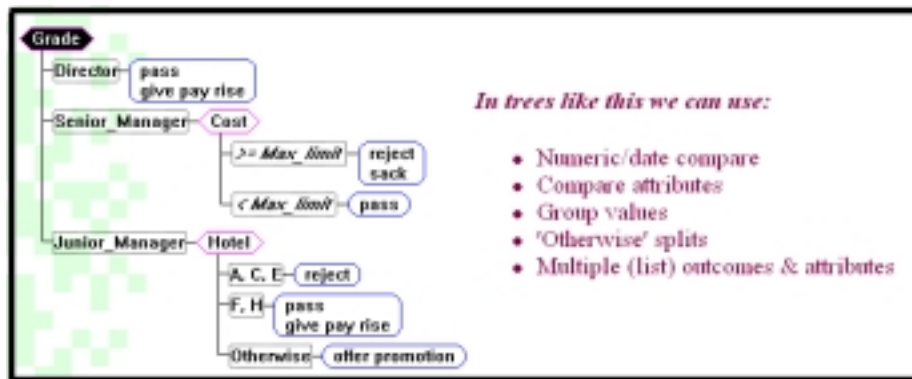 Grade
Director
pass
give pay rise
Senior_Manager
Cost
>= Max_limit
reject
sack
< Max_limit
pass
Junior_Manager
Hotel
A, C, E
reject
F, H
pass
give pay rise
Otherwise
offer promotion
In trees like this we can use:
• Numeric/date compare
• Compare attributes
• Group values
• 'Otherwise' splits
• Multiple (list) outcomes & attributes